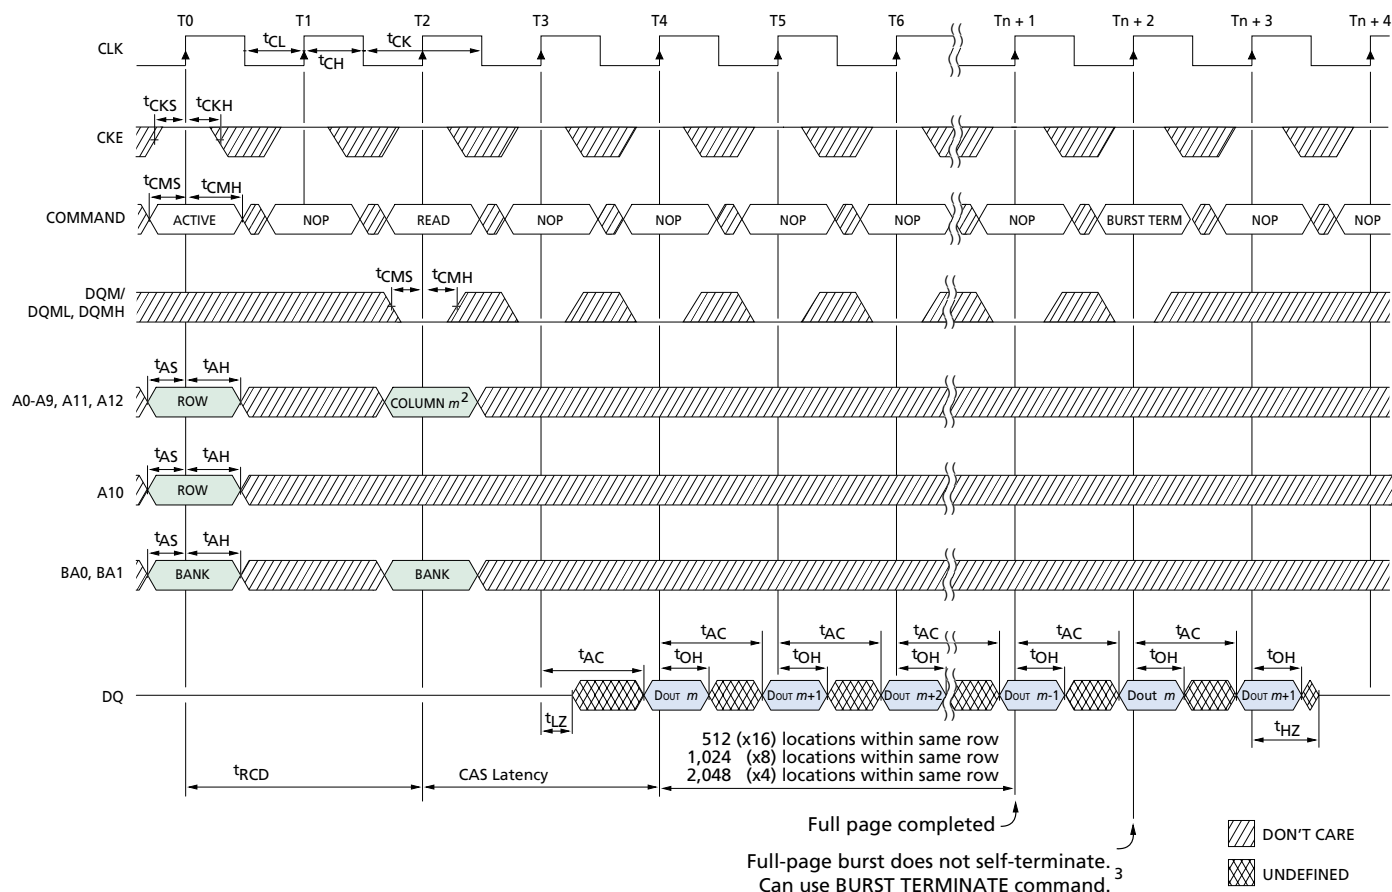 T0 T1 T2 T3 T4 T5 T6 Tn + 1 Tn + 2 Tn + 3 Tn + 4
CLK
tCL tCH tCK
tCKS tCKH
CKE
tCMS tCMH
COMMAND ACTIVE NOP READ NOP NOP NOP NOP NOP BURST TERM NOP NOP
tCMS tCMH
DQM/
DQML, DQMH
tAS tAH
A0-A9, A11, A12 ROW COLUMN m2
tAS tAH
A10 ROW
tAS tAH
BA0, BA1 BANK BANK
tAC tAC tAC tAC tAC tAC
tOH tOH tOH tOH tOH tOH
DQ DOUT m DOUT m+1 DOUT m+2 DOUT m-1 Dout m DOUT m+1
tLZ tHZ
512 (x16) locations within same row
1,024 (x8) locations within same row
2,048 (x4) locations within same row
tRCD CAS Latency
Full page completed
Full-page burst does not self-terminate.
Can use BURST TERMINATE command. 3
DON'T CARE
UNDEFINED